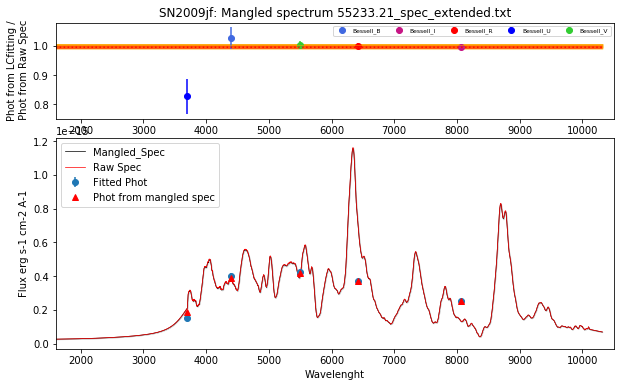 SN2009jf: Mangled spectrum 55233.21_spec_extended.txt
Phot from LCfitting /
Phot from Raw Spec
1.0
0.9
0.8
Bessell_B
Bessell_I
Bessell_R
Bessell_U
Bessell_V
2000 3000 4000 5000 6000 7000 8000 9000 10000
Flux erg s-1 cm-2 A-1
1.2
1.0
0.8
0.6
0.4
0.2
0.0
Mangled_Spec
Raw Spec
Fitted Phot
Phot from mangled spec
2000 3000 4000 5000 6000 7000 8000 9000 10000
Wavelenght